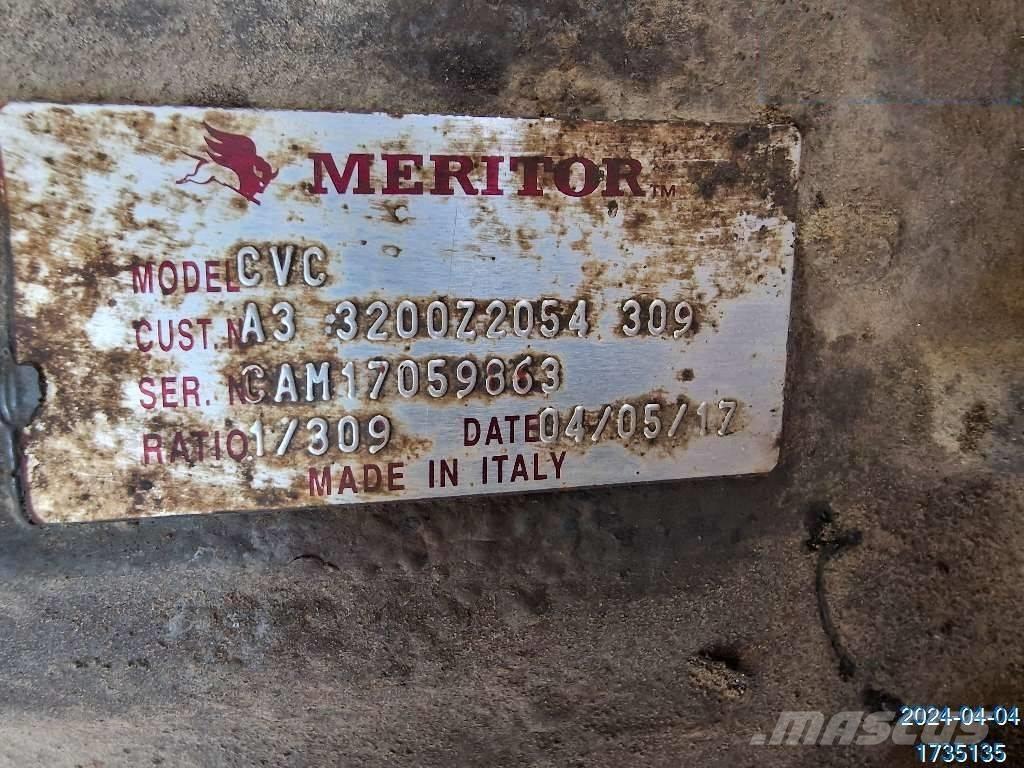 MERITOR™
MODEL CVC
CUST. N. A3 3200Z2054 309
SER. N. CAM17059863
RATIO 1/309 DATE 04/05/17
MADE IN ITALY
2024-04-04
MASCUS
1735135